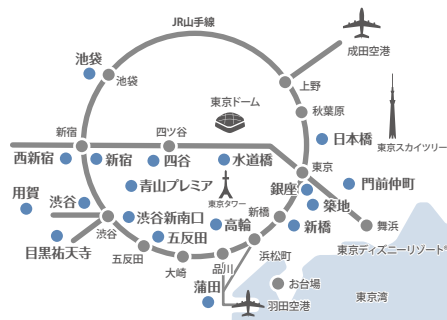 JR山手線
成田空港
池袋
池袋
上野
東京ドーム
秋葉原
新宿
四ツ谷
日本橋
東京スカイツリー
西新宿
新宿
四谷
水道橋
東京
青山プレミア
東京タワー
銀座
門前仲町
用賀
渋谷
築地
渋谷
渋谷新南口
高輪
新橋
新橋
舞浜
目黒祐天寺
五反田
五反田
東京ディズニーリゾート®
大崎
品川
浜松町
蒲田
お台場
羽田空港
東京湾